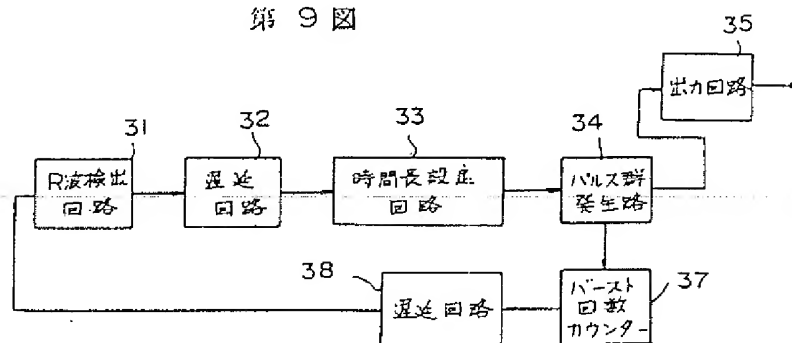 第9図
35
出力回路
31
32
33
34
R波検出
回路
遅延
回路
時間長設定
回路
パルス群
発生路
38
遅延回路
バースト
回数
カウンター
37